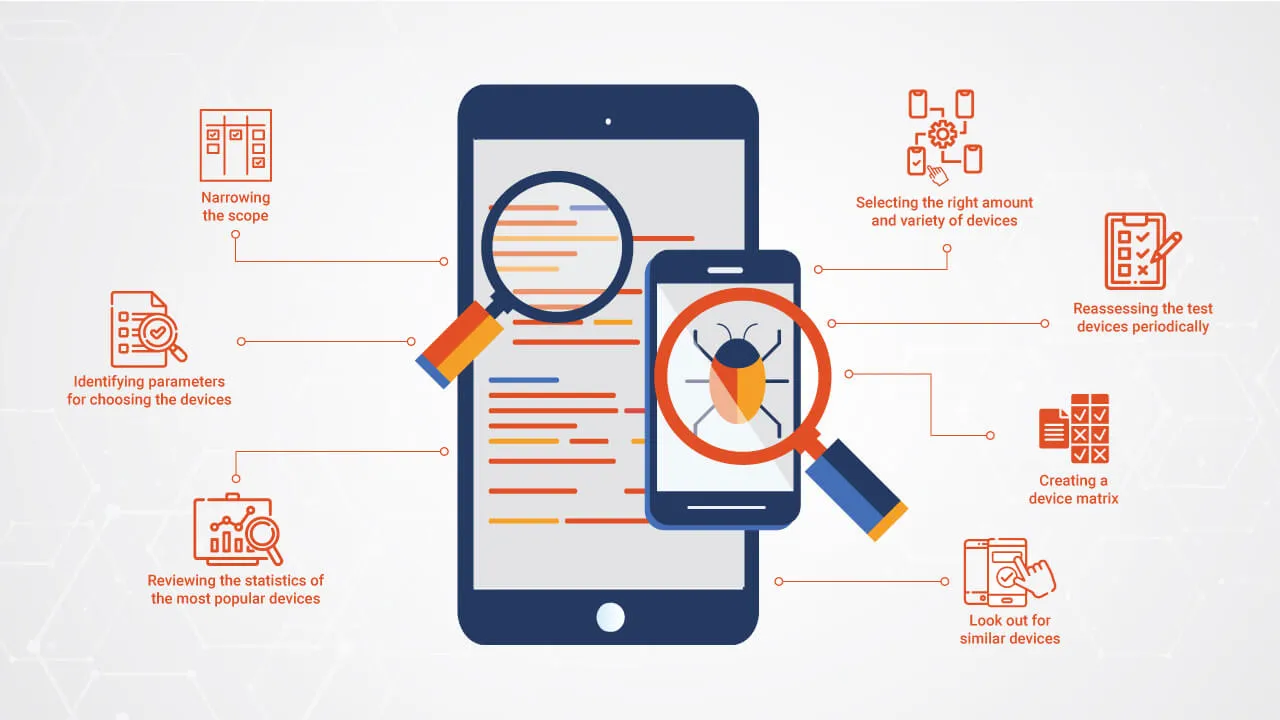 Narrowing
the scope
Identifying parameters
for choosing the devices
Reviewing the statistics of
the most popular devices
Selecting the right amount
and variety of devices
Reassessing the test
devices periodically
Creating a
device matrix
Look out for
similar devices